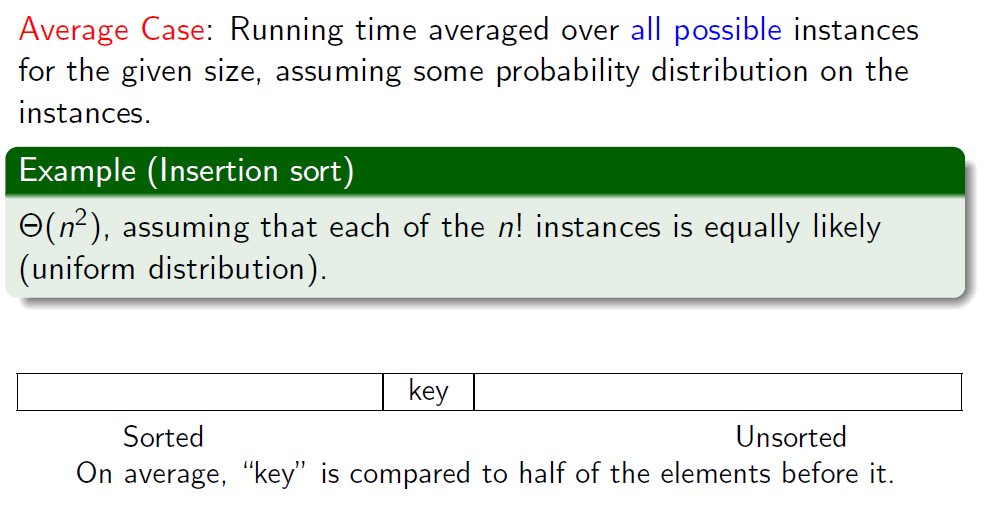 Average Case: Running time averaged over all possible instances
for the given size, assuming some probability distribution on the
instances.
Example (Insertion sort)
Θ(n²), assuming that each of the n! instances is equally likely
(uniform distribution).
key
Sorted Unsorted
On average, “key” is compared to half of the elements before it.